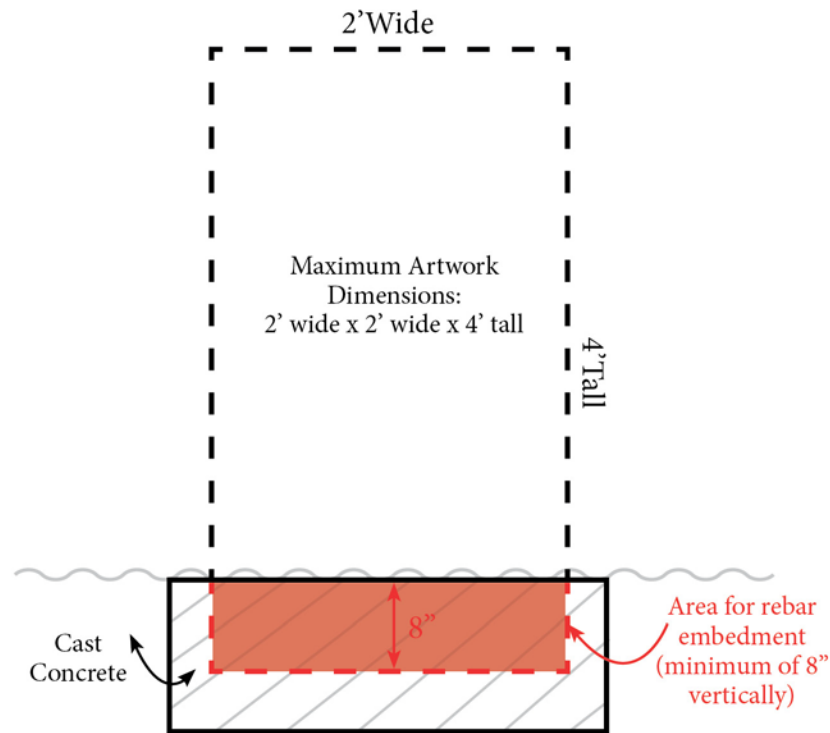 2’ Wide
Maximum Artwork
Dimensions:
2’ wide x 2’ wide x 4’ tall
4’ Tall
8”
Cast
Concrete
Area for rebar
embedment
(minimum of 8”
vertically)